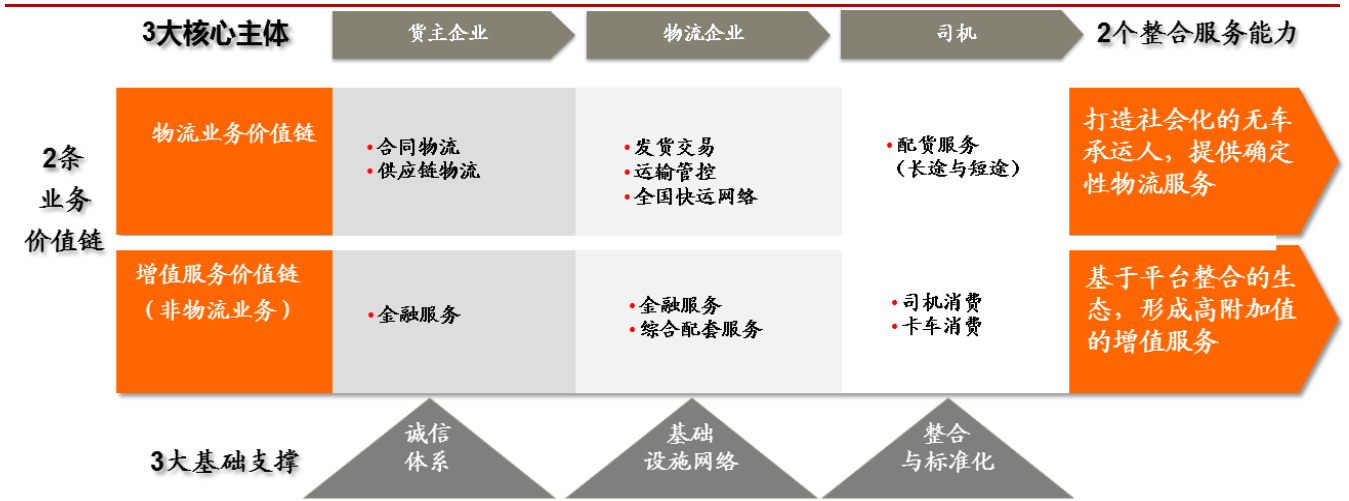 3大核心主体
货主企业
物流企业
司机
2个整合服务能力
2条
业务
价值链
物流业务价值链
•合同物流
•供应链物流
•发货交易
•运输管控
•全国快运网络
•配货服务
（长途与短途）
打造社会化的无车
承运人，提供确定
性物流服务
增值服务价值链
（非物流业务）
•金融服务
•金融服务
•综合配套服务
•司机消费
•卡车消费
基于平台整合的生
态，形成高附加值
的增值服务
3大基础支撑
诚信
体系
基础
设施网络
整合
与标准化